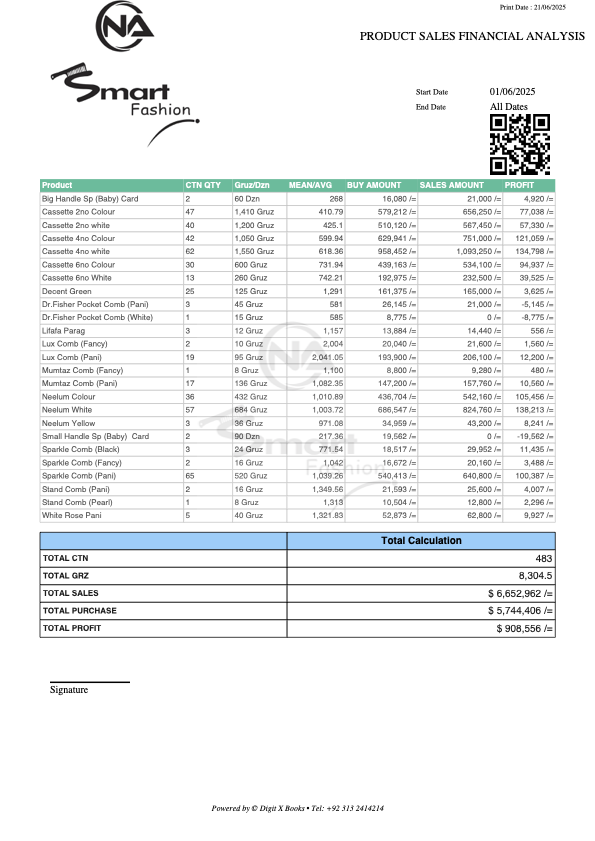 Print Date : 21/06/2025
NA
PRODUCT SALES FINANCIAL ANALYSIS
Smart
Fashion
Start Date 01/06/2025
End Date All Dates
Product CTN QTY Gruz/Dzn MEAN/AVG BUY AMOUNT SALES AMOUNT PROFIT
Big Handle Sp (Baby) Card 2 60 Dzn 268 16,080 /= 21,000 /= 4,920 /=
Cassette 2no Colour 47 1,410 Gruz 410.79 579,212 /= 656,250 /= 77,038 /=
Cassette 2no white 40 1,200 Gruz 425.1 510,120 /= 567,450 /= 57,330 /=
Cassette 4no Colour 42 1,050 Gruz 599.94 629,941 /= 751,000 /= 121,059 /=
Cassette 4no white 62 1,550 Gruz 618.36 958,452 /= 1,093,250 /= 134,798 /=
Cassette 6no Colour 30 600 Gruz 731.94 439,163 /= 534,100 /= 94,937 /=
Cassette 6no White 13 260 Gruz 742.21 192,975 /= 232,500 /= 39,525 /=
Decent Green 25 125 Gruz 1,291 161,375 /= 165,000 /= 3,625 /=
Dr.Fisher Pocket Comb (Pani) 3 45 Gruz 581 26,145 /= 21,000 /= -5,145 /=
Dr.Fisher Pocket Comb (White) 1 15 Gruz 585 8,775 /= 0 /= -8,775 /=
Lifafa Parag 3 12 Gruz 1,157 13,884 /= 14,440 /= 556 /=
Lux Comb (Fancy) 2 10 Gruz 2,004 20,040 /= 21,600 /= 1,560 /=
Lux Comb (Pani) 19 95 Gruz 2,041.05 193,900 /= 206,100 /= 12,200 /=
Mumtaz Comb (Fancy) 1 8 Gruz 1,100 8,800 /= 9,280 /= 480 /=
Mumtaz Comb (Pani) 17 136 Gruz 1,082.35 147,200 /= 157,760 /= 10,560 /=
Neelum Colour 36 432 Gruz 1,010.89 436,704 /= 542,160 /= 105,456 /=
Neelum White 57 684 Gruz 1,003.72 686,547 /= 824,760 /= 138,213 /=
Neelum Yellow 3 36 Gruz 971.08 34,959 /= 43,200 /= 8,241 /=
Small Handle Sp (Baby) Card 2 90 Dzn 217.36 19,562 /= 0 /= -19,562 /=
Sparkle Comb (Black) 3 24 Gruz 771.54 18,517 /= 29,952 /= 11,435 /=
Sparkle Comb (Fancy) 2 16 Gruz 1,042 16,672 /= 20,160 /= 3,488 /=
Sparkle Comb (Pani) 65 520 Gruz 1,039.26 540,413 /= 640,800 /= 100,387 /=
Stand Comb (Pani) 2 16 Gruz 1,349.56 21,593 /= 25,600 /= 4,007 /=
Stand Comb (Pearl) 1 8 Gruz 1,313 10,504 /= 12,800 /= 2,296 /=
White Rose Pani 5 40 Gruz 1,321.83 52,873 /= 62,800 /= 9,927 /=
Total Calculation
TOTAL CTN 483
TOTAL GRZ 8,304.5
TOTAL SALES $ 6,652,962 /=
TOTAL PURCHASE $ 5,744,406 /=
TOTAL PROFIT $ 908,556 /=
Signature
Powered by © Digit X Books • Tel: +92 313 2414214